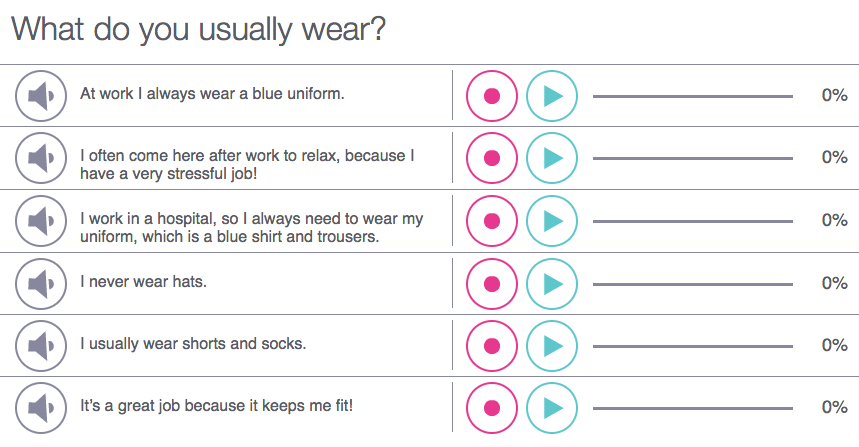 What do you usually wear?
At work I always wear a blue uniform.
0%
I often come here after work to relax, because I
have a very stressful job!
0%
I work in a hospital, so I always need to wear my
uniform, which is a blue shirt and trousers.
0%
I never wear hats.
0%
I usually wear shorts and socks.
0%
It’s a great job because it keeps me fit!
0%